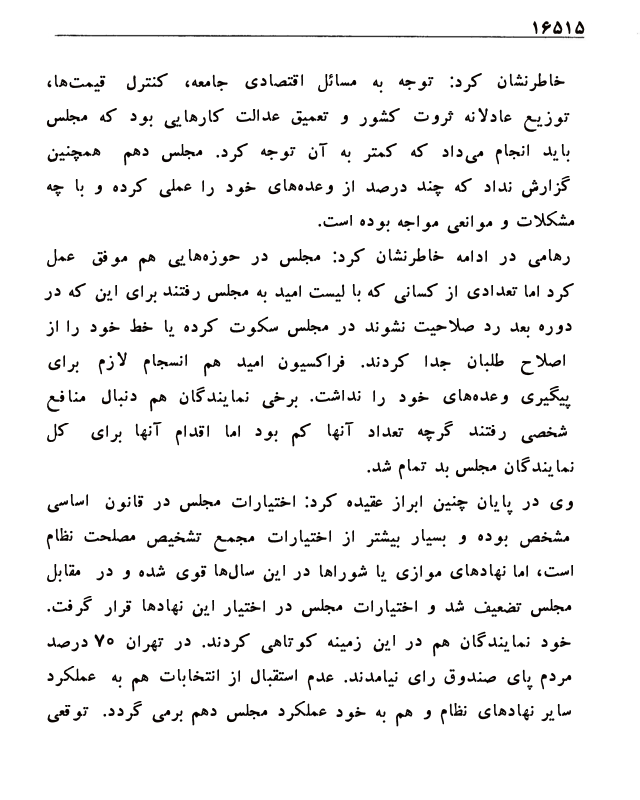 ۱۶۵۱۵
خاطرنشان کرد: توجه به مسائل اقتصادی جامعه، کنترل قیمت‌ها،
توزیع عادلانه ثروت کشور و تعمیق عدالت کارهایی بود که مجلس
باید انجام می‌داد که کمتر به آن توجه کرد. مجلس دهم همچنین
گزارش نداد که چند درصد از وعده‌های خود را عملی کرده و با چه
مشکلات و موانعی مواجه بوده است.
رهامی در ادامه خاطرنشان کرد: مجلس در حوزه‌هایی هم موفق عمل
کرد اما تعدادی از کسانی که با لیست امید به مجلس رفتند برای این که در
دوره بعد رد صلاحیت نشوند در مجلس سکوت کرده یا خط خود را از
اصلاح طلبان جدا کردند. فراکسیون امید هم انسجام لازم برای
پیگیری وعده‌های خود را نداشت. برخی نمایندگان هم دنبال منافع
شخصی رفتند گرچه تعداد آنها کم بود اما اقدام آنها برای کل
نمایندگان مجلس بد تمام شد.
وی در پایان چنین ابراز عقیده کرد: اختیارات مجلس در قانون اساسی
مشخص بوده و بسیار بیشتر از اختیارات مجمع تشخیص مصلحت نظام
است، اما نهادهای موازی یا شوراها در این سال‌ها قوی شده و در مقابل
مجلس تضعیف شد و اختیارات مجلس در اختیار این نهادها قرار گرفت.
خود نمایندگان هم در این زمینه کوتاهی کردند. در تهران ۷۰ درصد
مردم پای صندوق رای نیامدند. عدم استقبال از انتخابات هم به عملکرد
سایر نهادهای نظام و هم به خود عملکرد مجلس دهم برمی گردد. توقعی